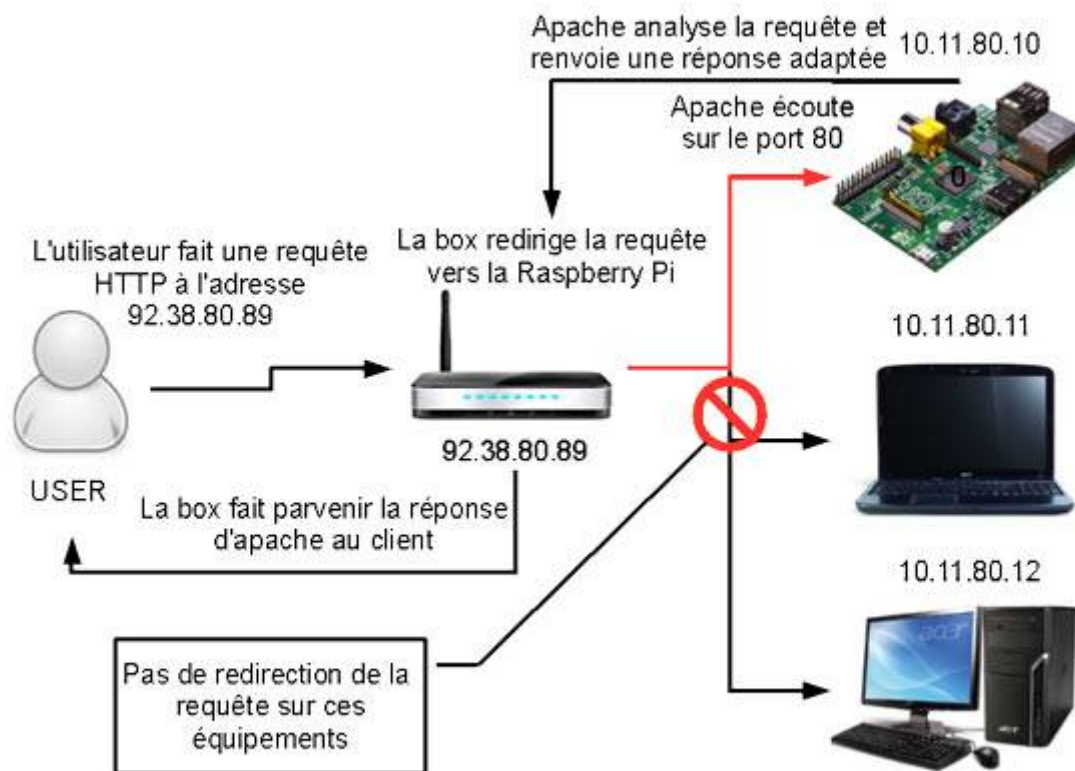 Apache analyse la requête et
renvoie une réponse adaptée
10.11.80.10
Apache écoute
sur le port 80
0
L'utilisateur fait une requête
HTTP à l'adresse
92.38.80.89
La box redirige la requête
vers la Raspberry Pi
10.11.80.11
92.38.80.89
USER
La box fait parvenir la réponse
d'apache au client
10.11.80.12
Pas de redirection de la
requête sur ces
équipements
acer